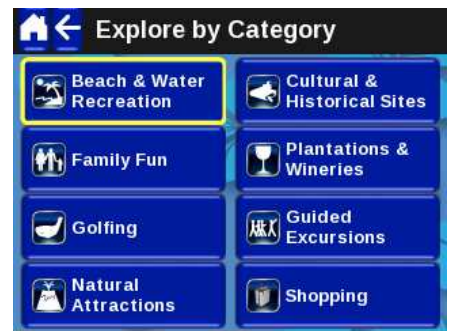 Explore by Category
Beach & Water
Recreation
Cultural &
Historical Sites
Family Fun
Plantations &
Wineries
Golfing
Guided
Excursions
Natural
Attractions
Shopping